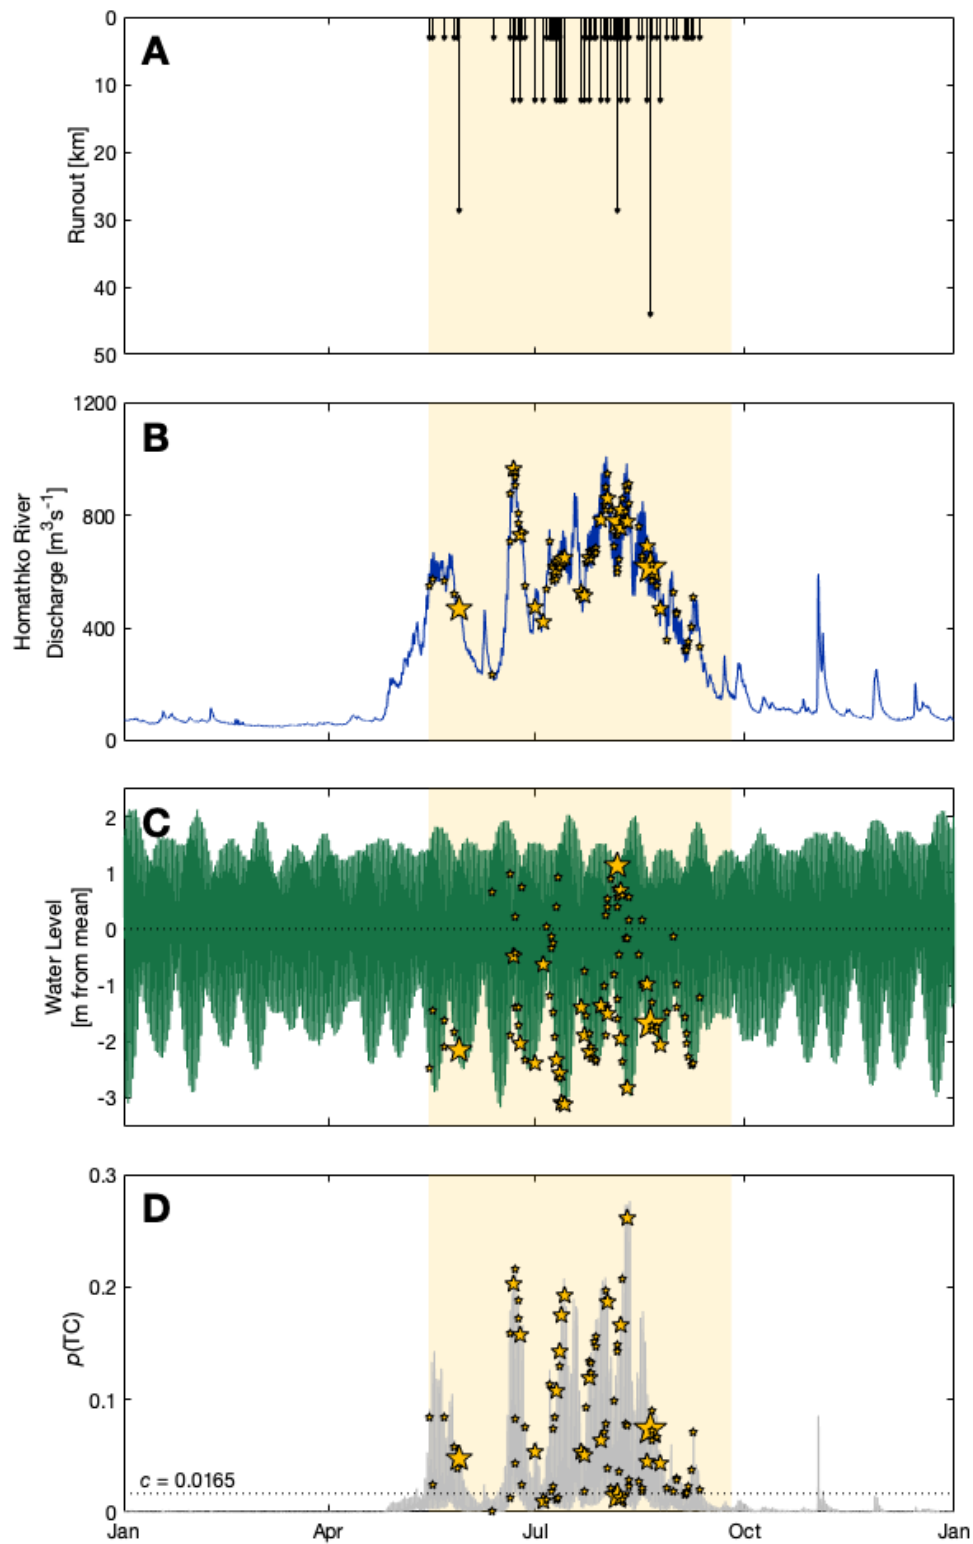 A
0
10
20
30
40
50
Runout [km]
B
1200
800
400
0
Homathko River
Discharge [m³s⁻¹]
C
2
1
0
-1
-2
-3
Water Level
[m from mean]
D
0.3
0.2
0.1
0
p(TC)
c = 0.0165
Jan Apr Jul Oct Jan